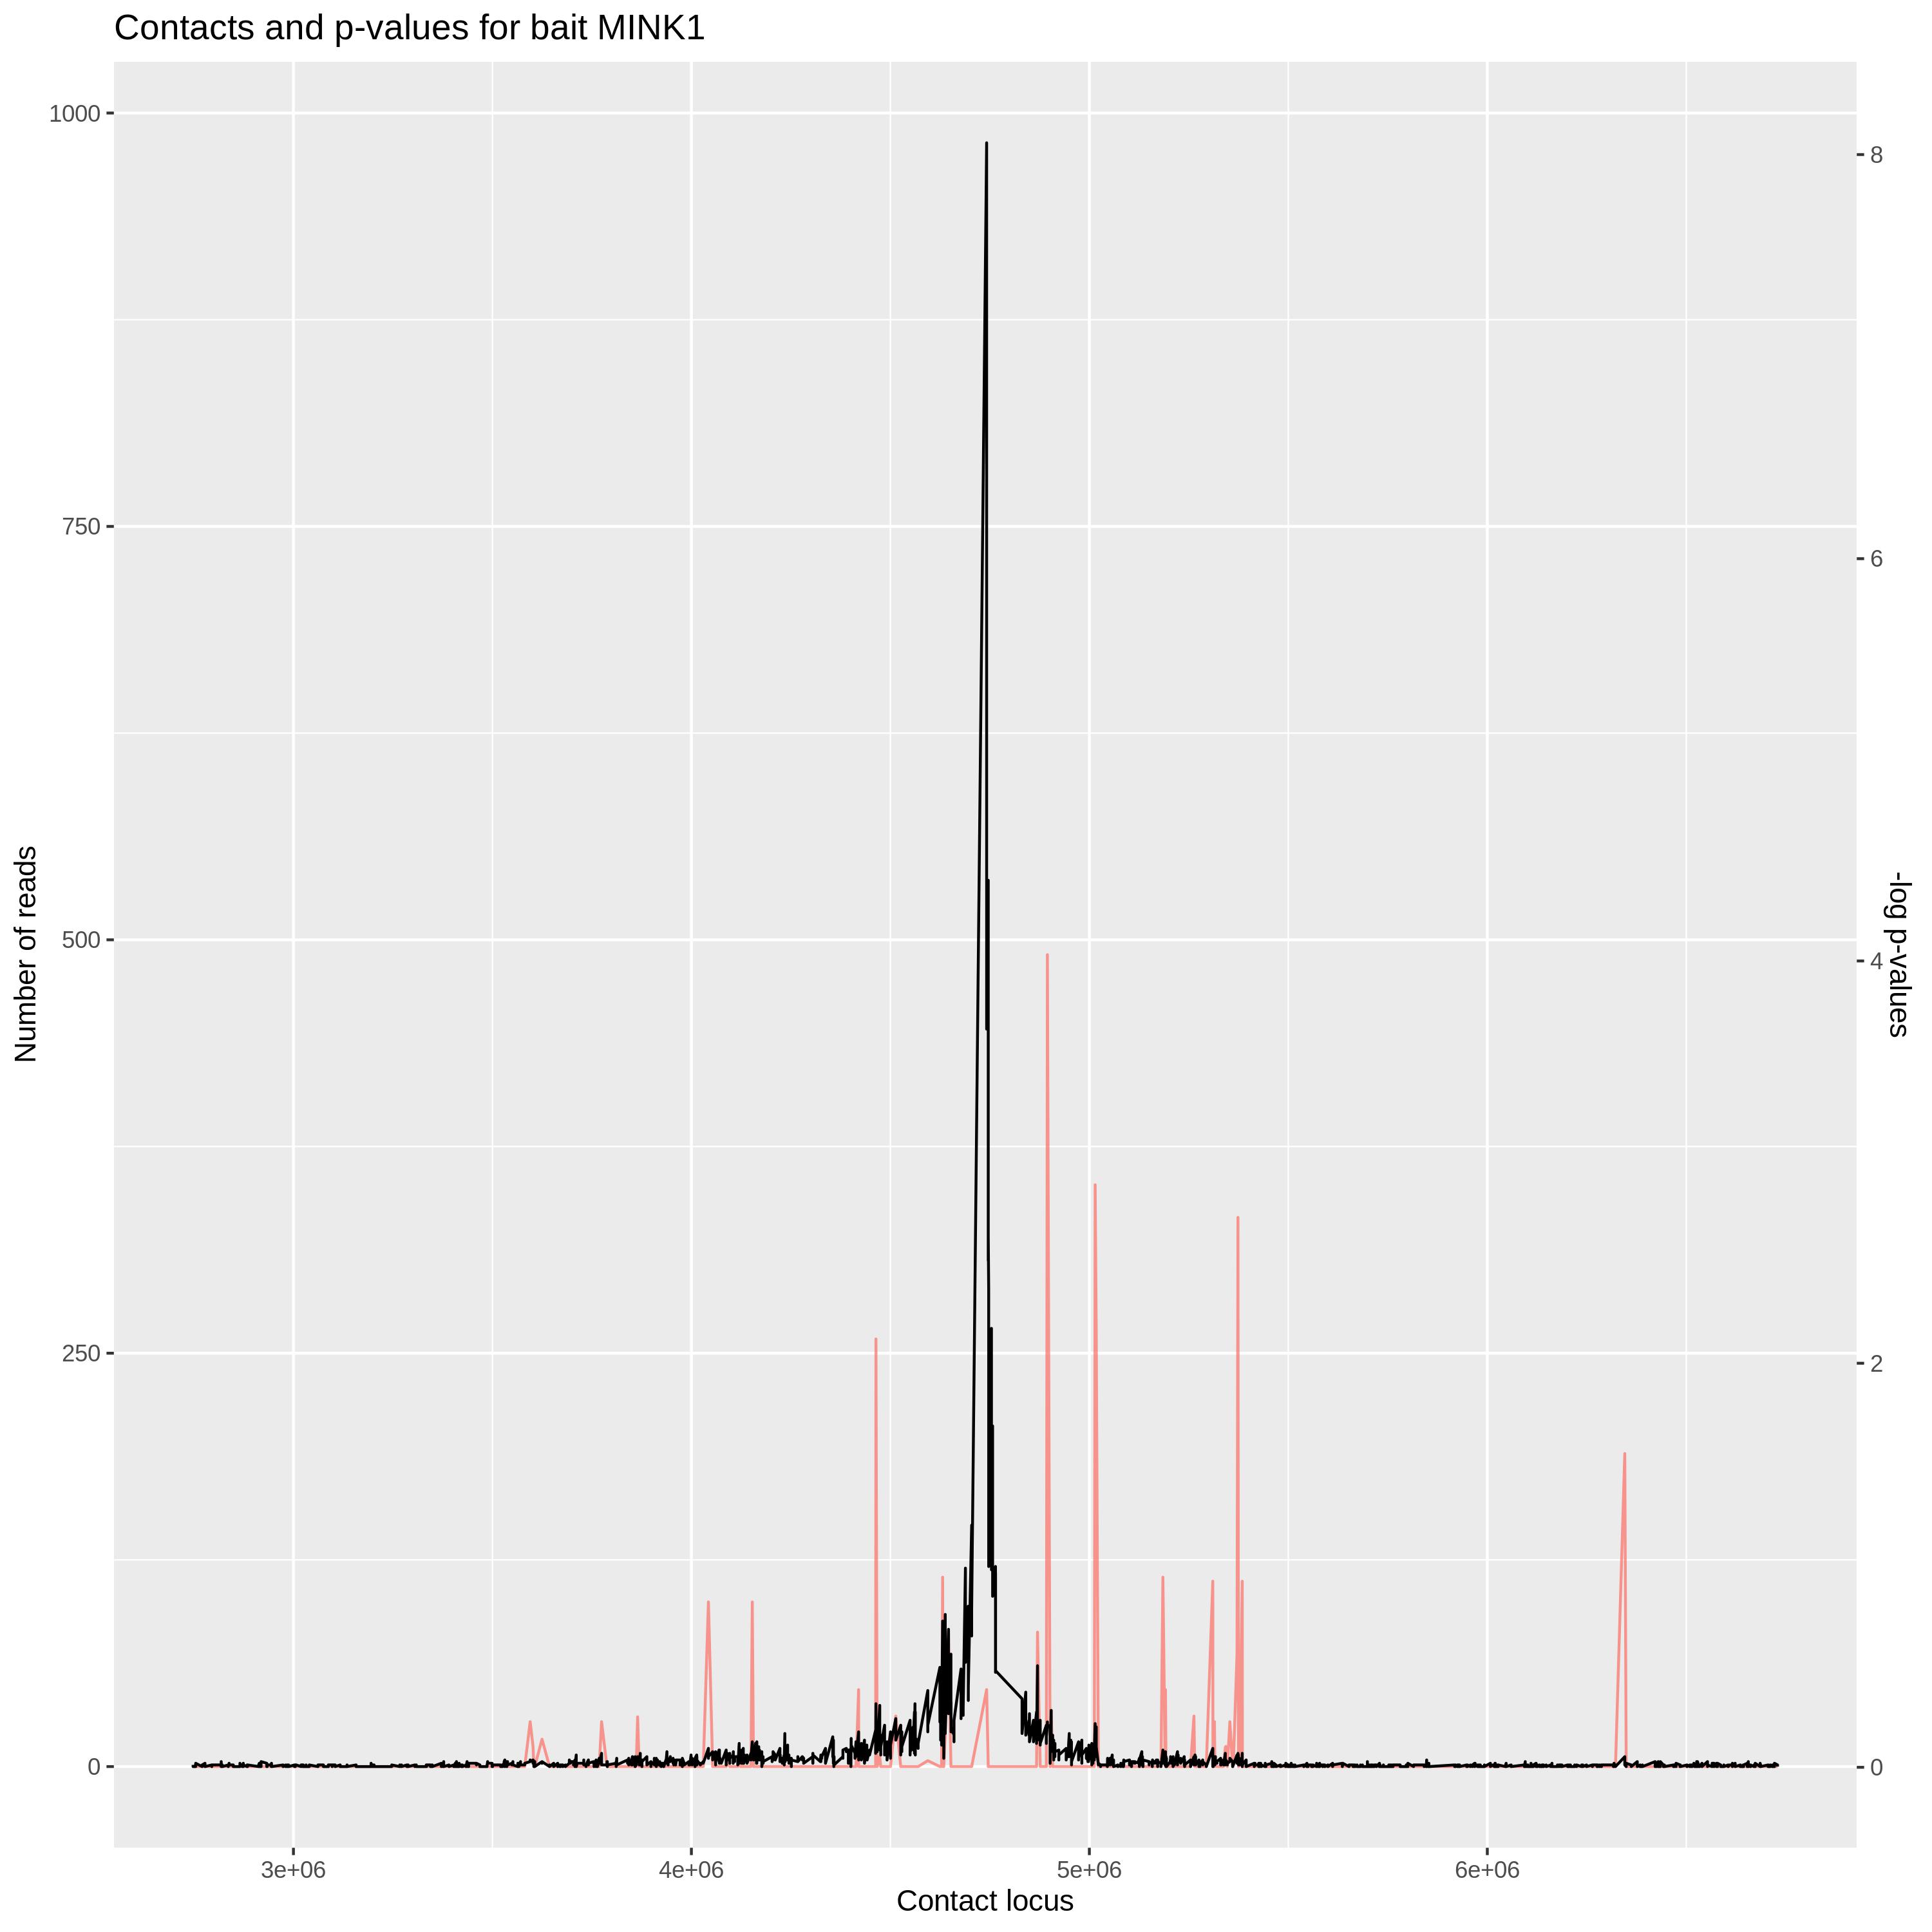 Contacts and p-values for bait MINK1
1000
750
500
250
0
Number of reads
8
6
4
2
0
-log p-values
3e+06
4e+06
5e+06
6e+06
Contact locus